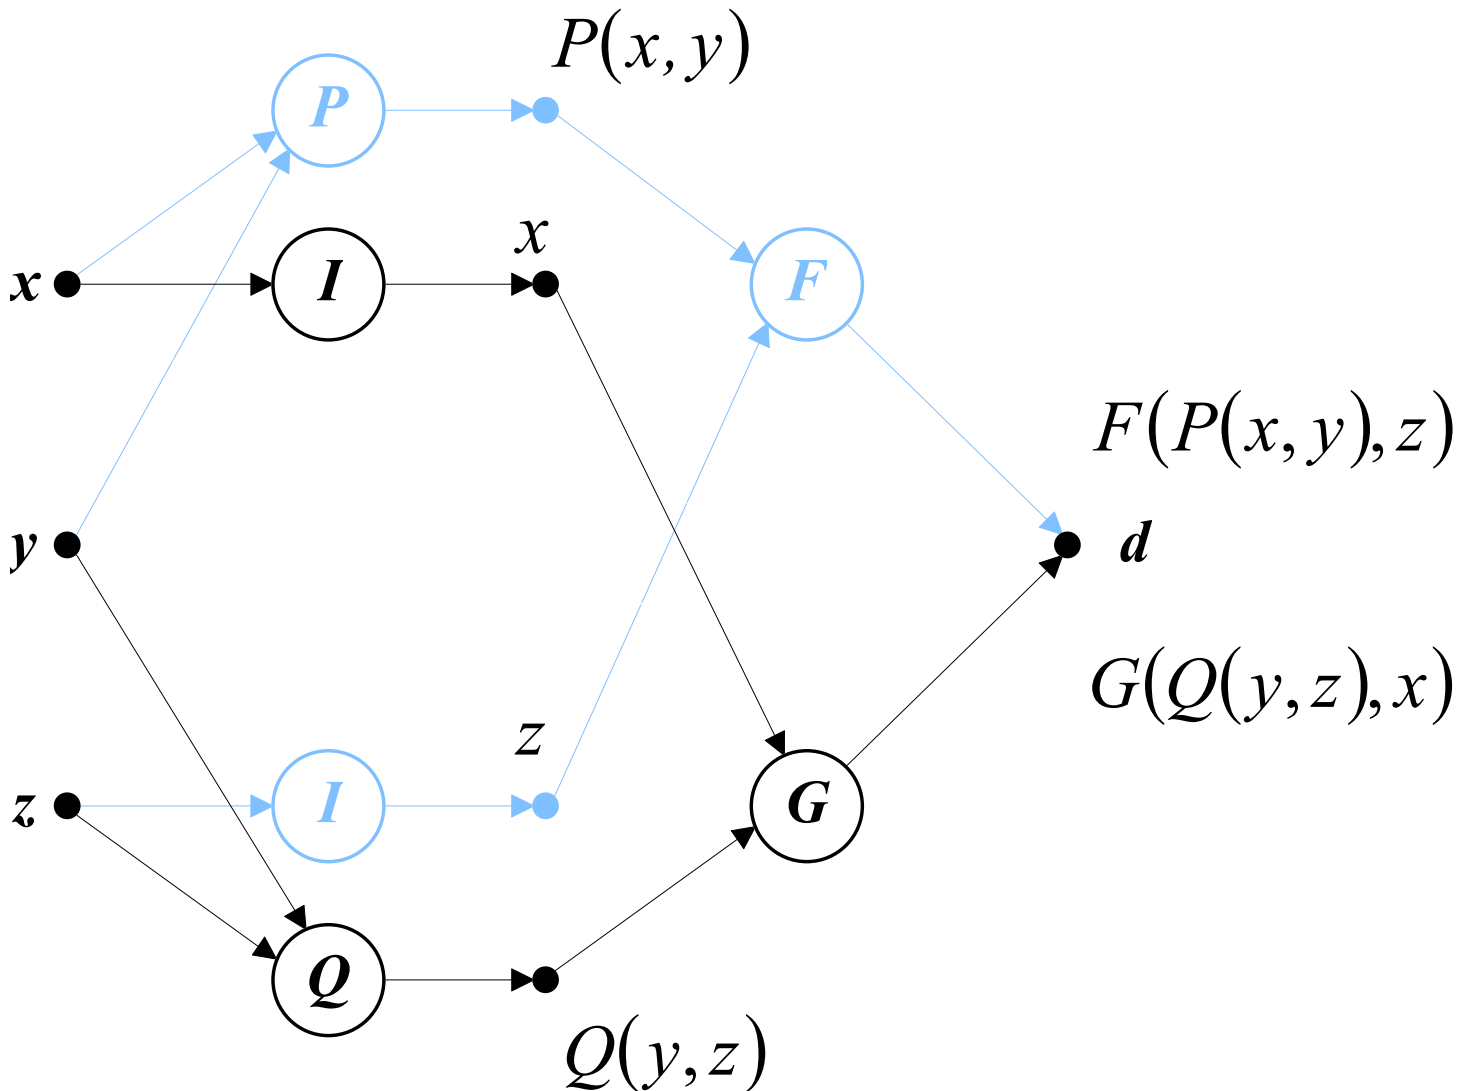 P(x, y)
P
x
x
I
F
F(P(x, y), z)
y
d
G(Q(y, z), x)
z
z
I
G
Q
Q(y, z)